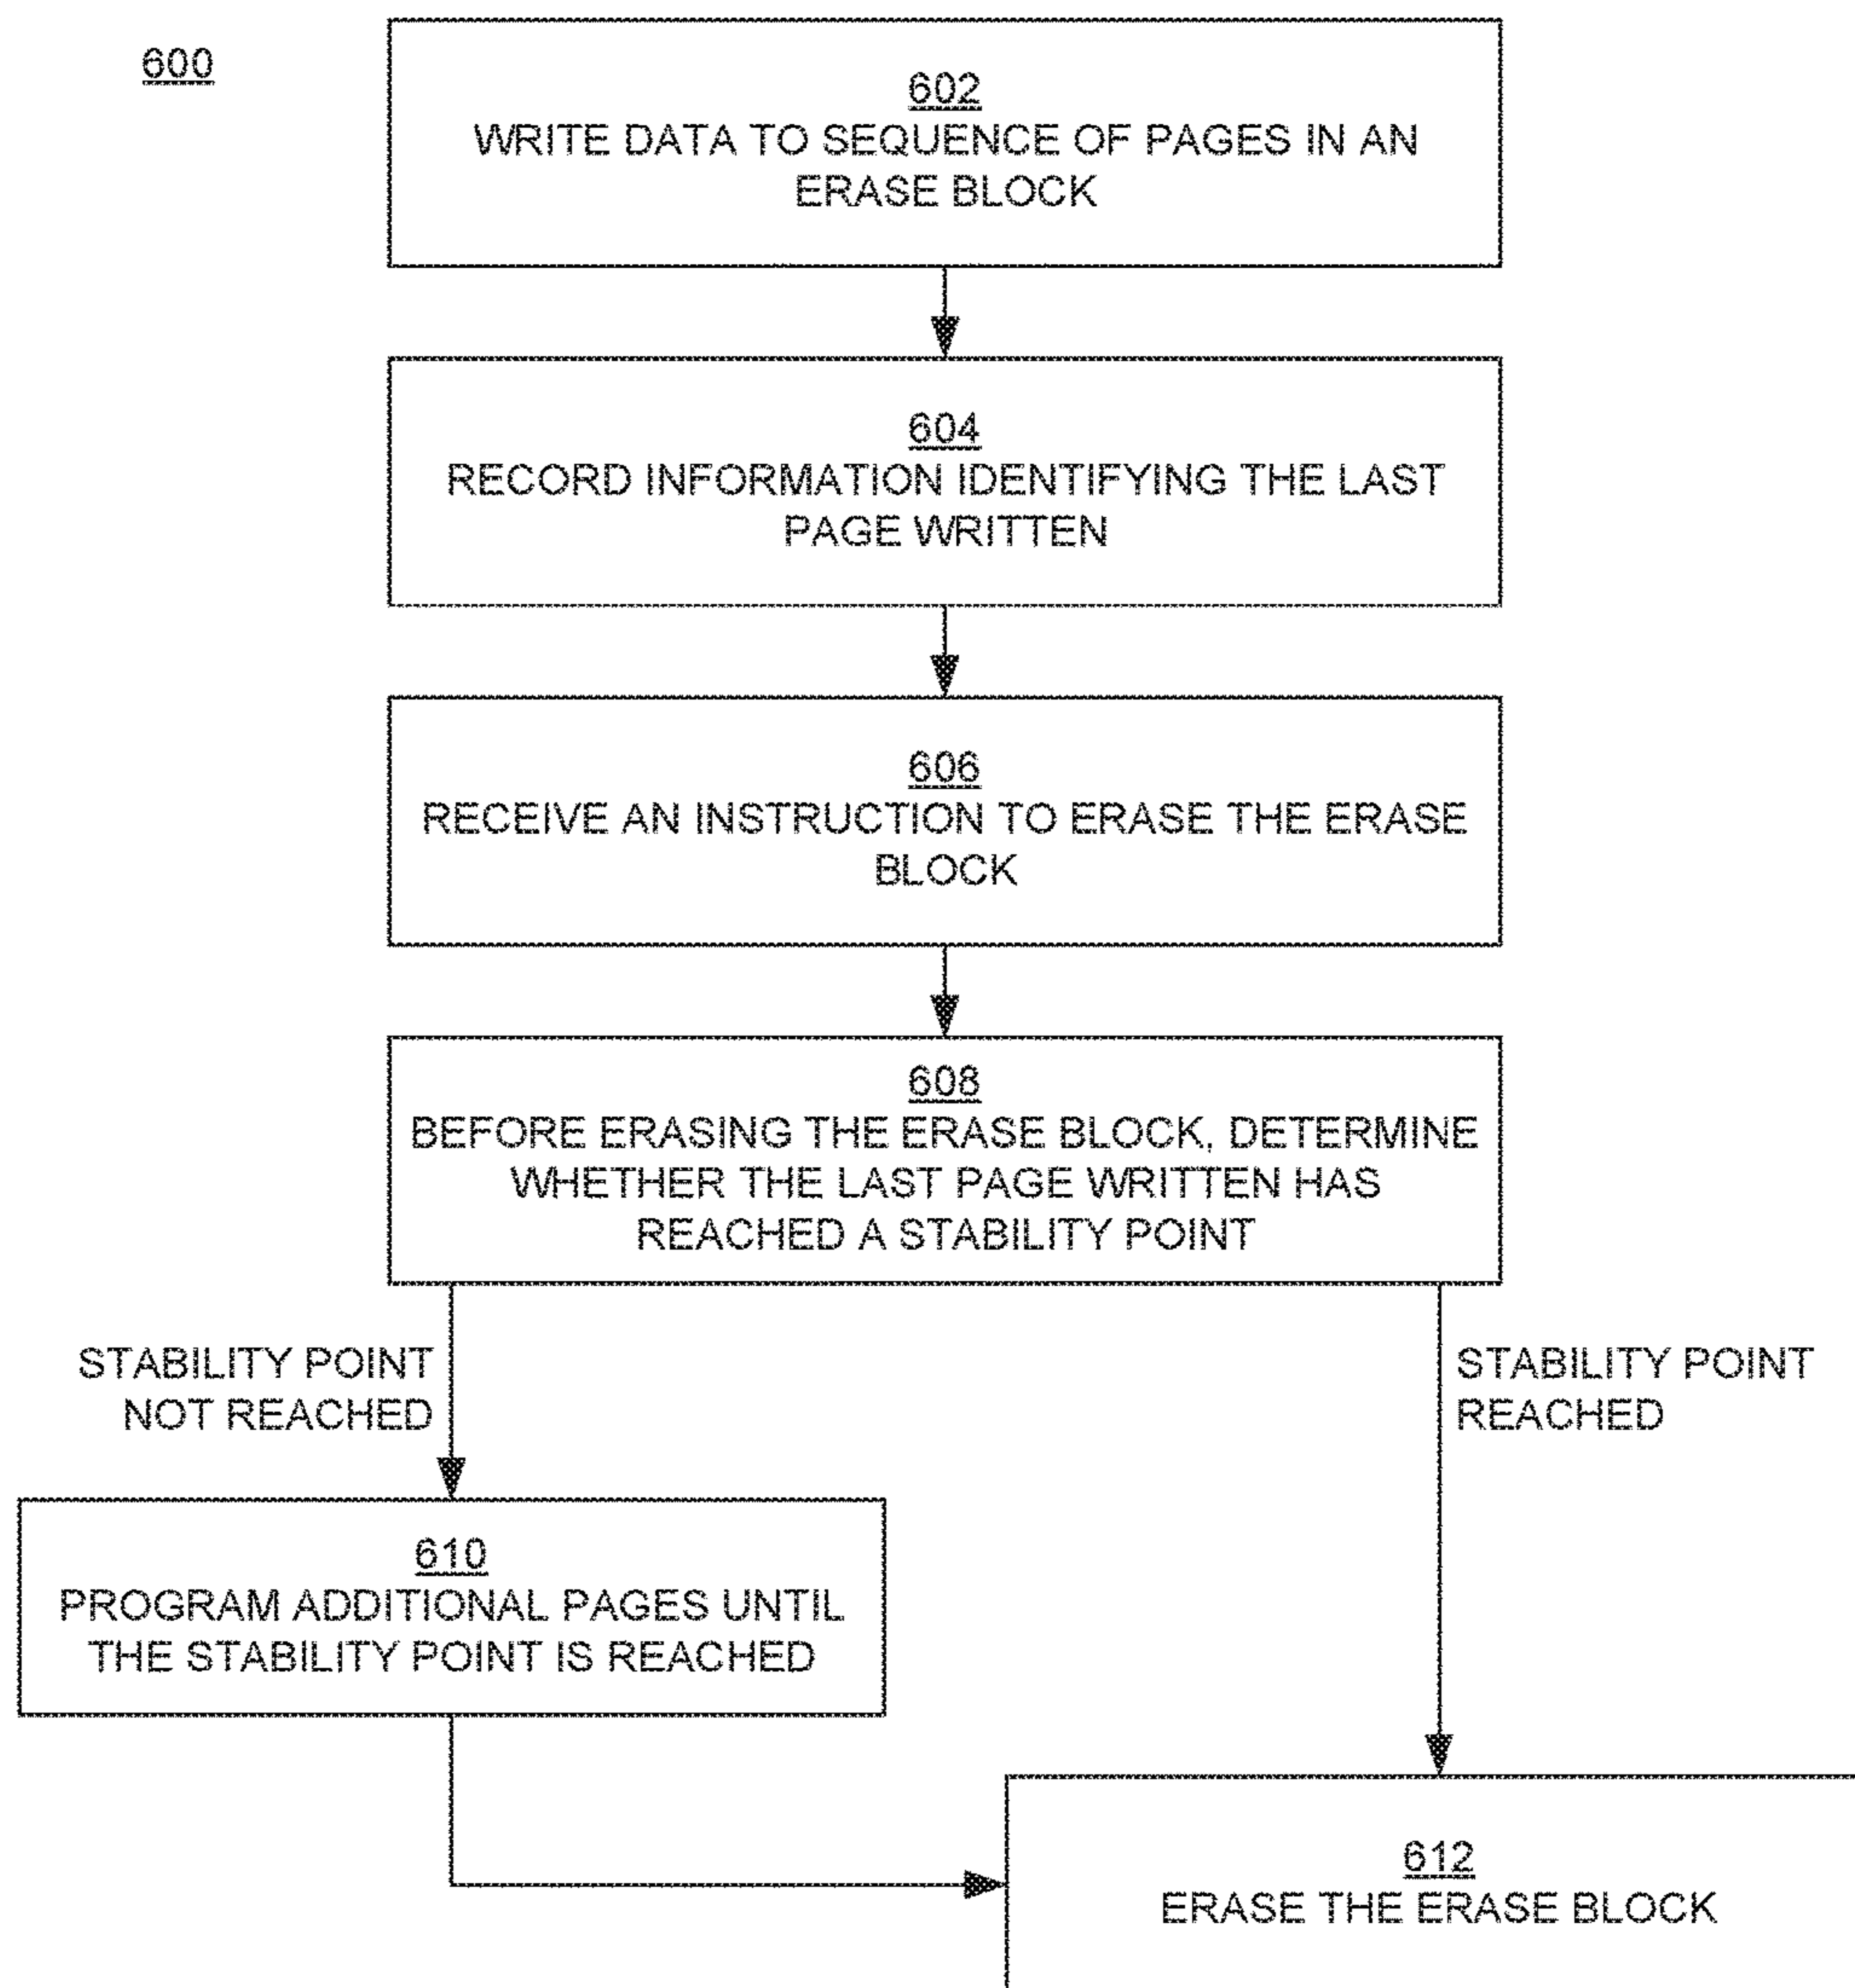 600
602
WRITE DATA TO SEQUENCE OF PAGES IN AN
ERASE BLOCK
604
RECORD INFORMATION IDENTIFYING THE LAST
PAGE WRITTEN
606
RECEIVE AN INSTRUCTION TO ERASE THE ERASE
BLOCK
608
BEFORE ERASING THE ERASE BLOCK, DETERMINE
WHETHER THE LAST PAGE WRITTEN HAS
REACHED A STABILITY POINT
STABILITY POINT
NOT REACHED
STABILITY POINT
REACHED
610
PROGRAM ADDITIONAL PAGES UNTIL
THE STABILITY POINT IS REACHED
612
ERASE THE ERASE BLOCK